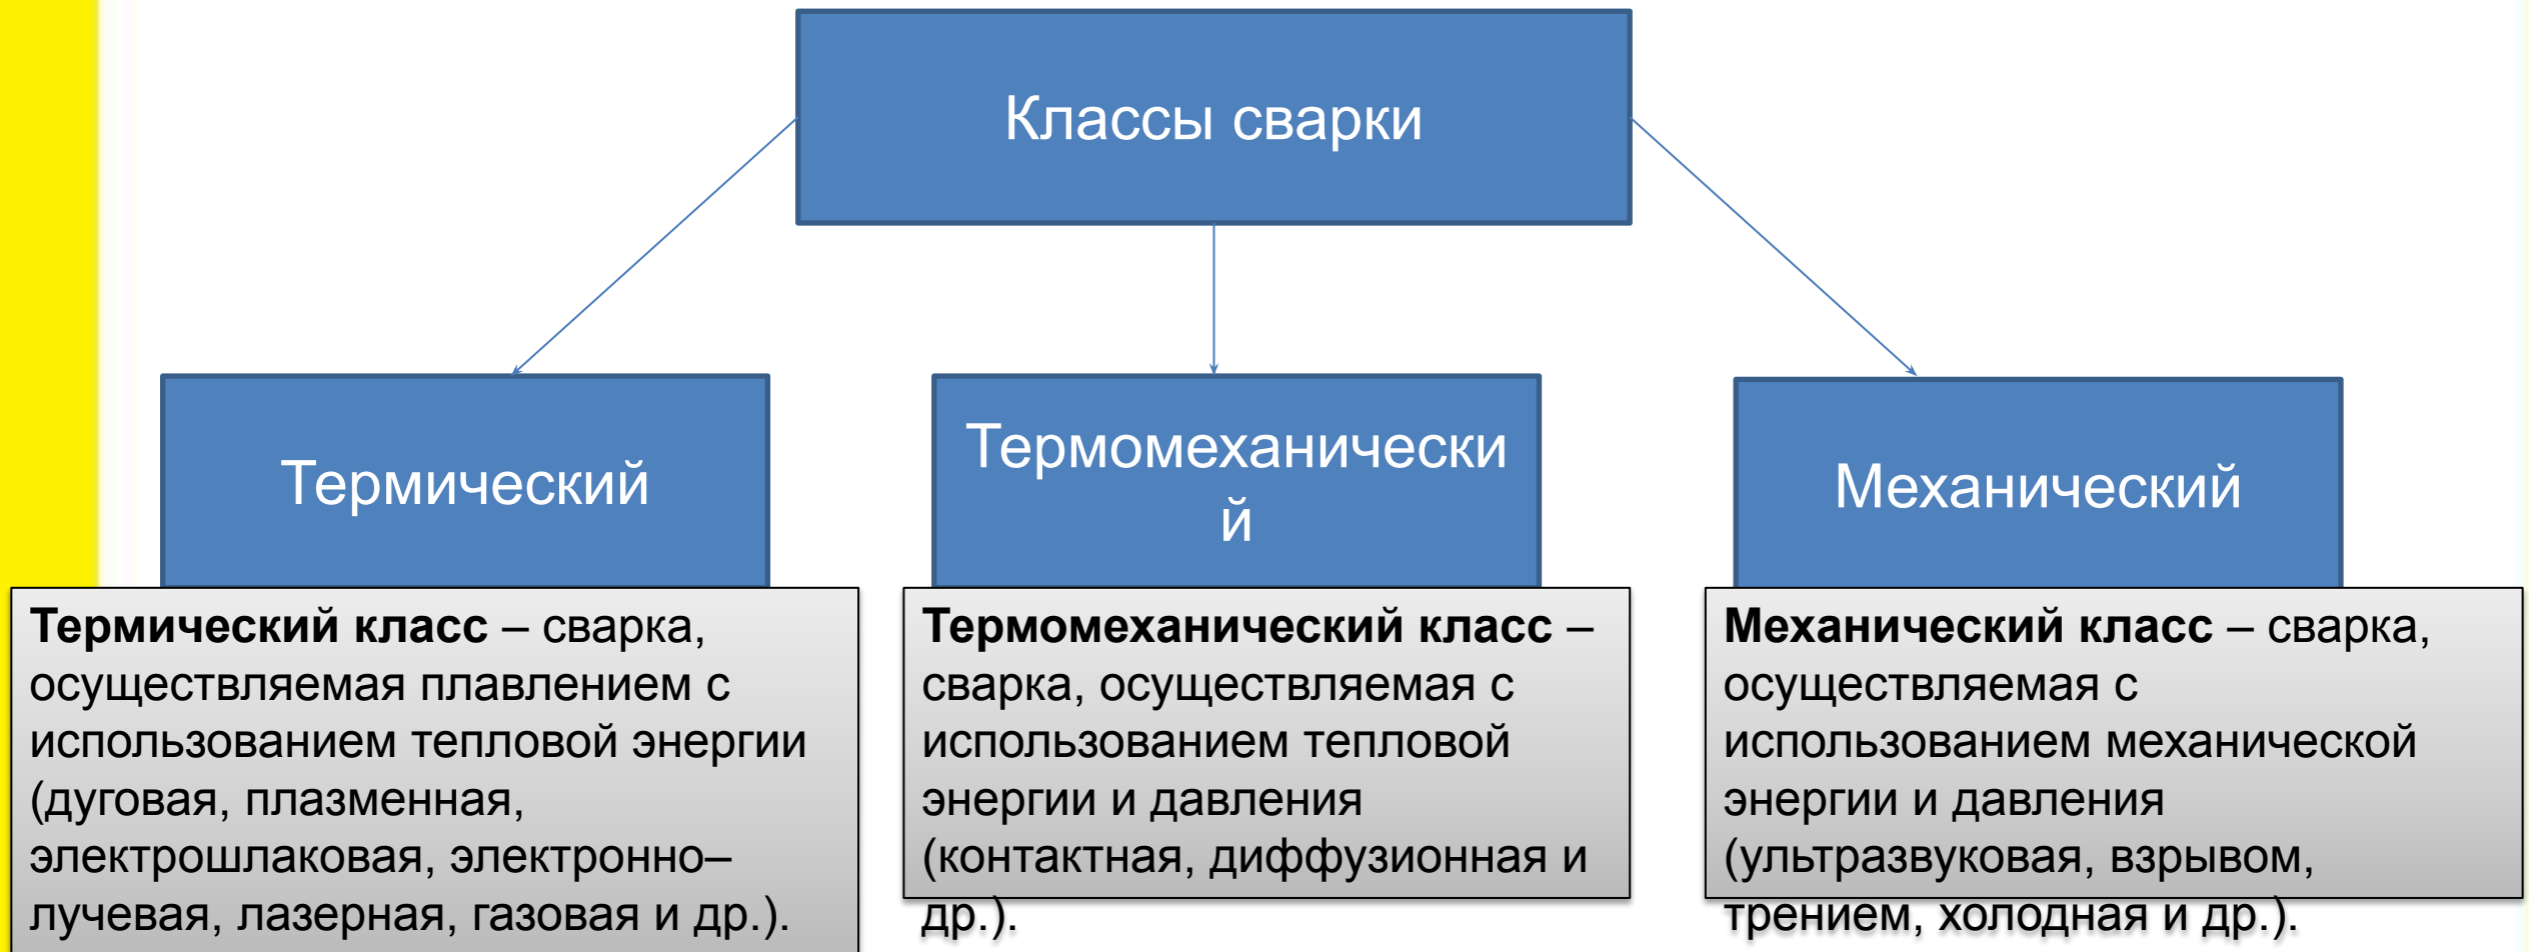 Классы сварки
Термический
Термомеханически
й
Механический
Термический класс – сварка,
осуществляемая плавлением с
использованием тепловой энергии
(дуговая, плазменная,
электрошлаковая, электронно–
лучевая, лазерная, газовая и др.).
Термомеханический класс –
сварка, осуществляемая с
использованием тепловой
энергии и давления
(контактная, диффузионная и
др.).
Механический класс – сварка,
осуществляемая с
использованием механической
энергии и давления
(ультразвуковая, взрывом,
трением, холодная и др.).